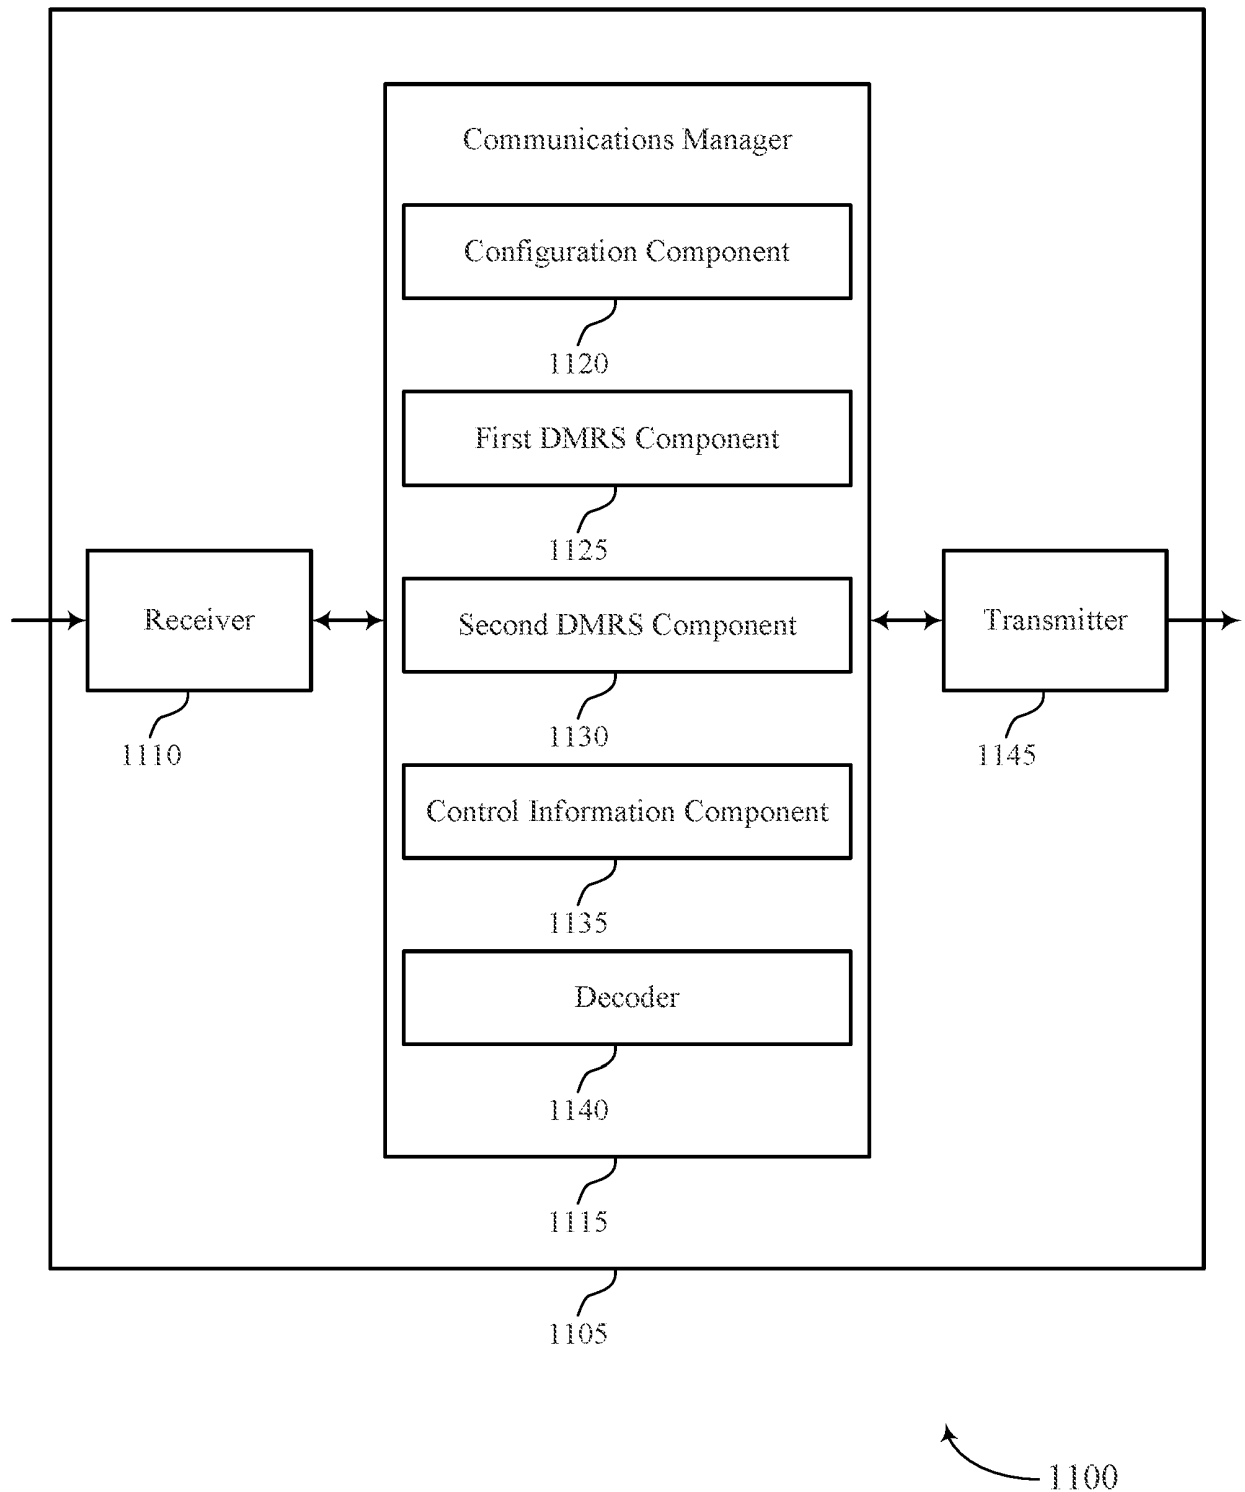 Communications Manager
Configuration Component
1120
First DMRS Component
1125
Receiver
1110
Second DMRS Component
1130
Transmitter
1145
Control Information Component
1135
Decoder
1140
1115
1105
1100